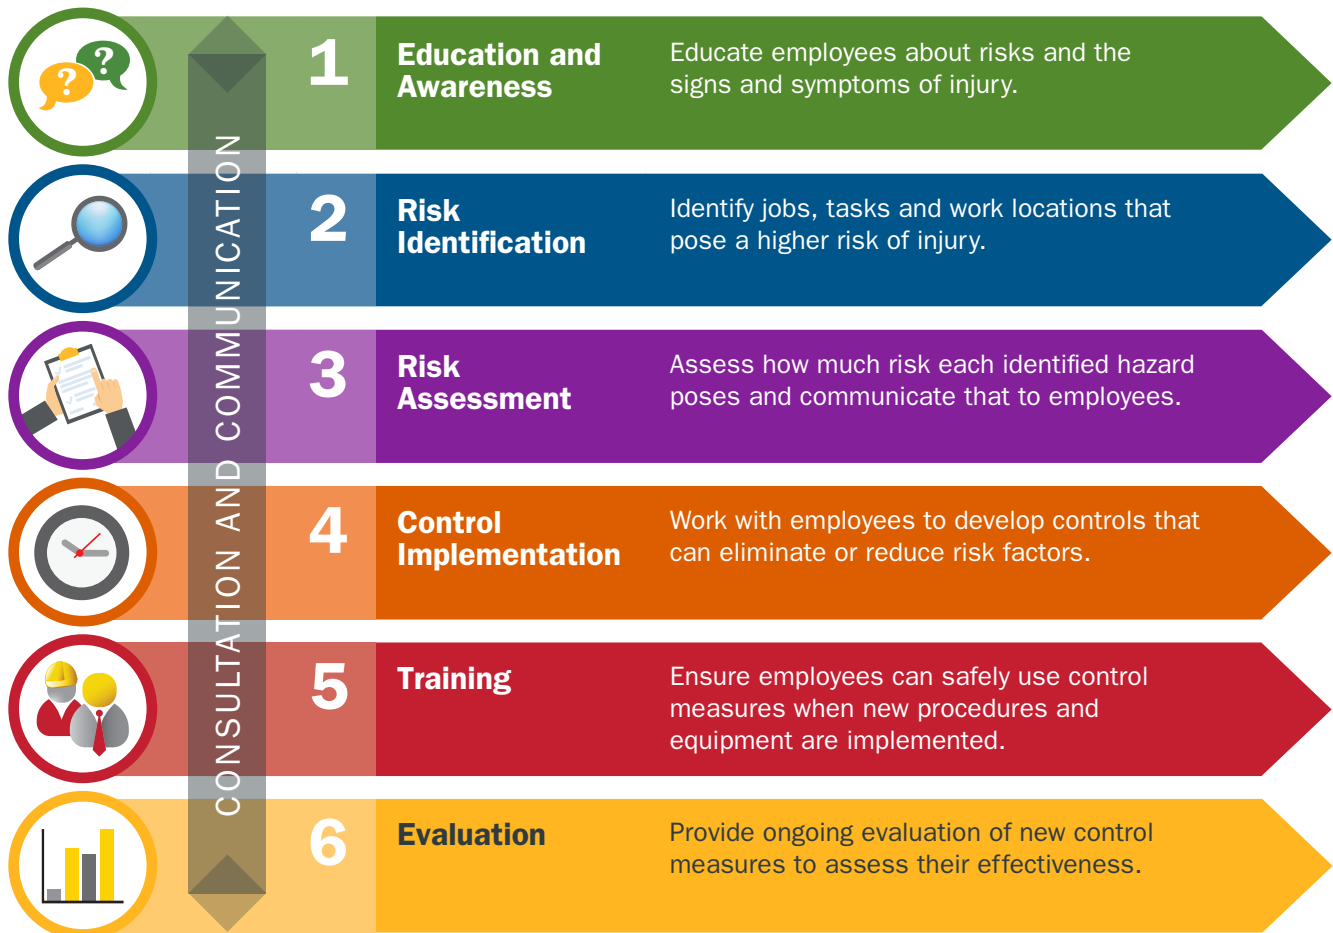 CONSULTATION AND COMMUNICATION
? ?
1
Education and
Awareness
Educate employees about risks and the
signs and symptoms of injury.
2
Risk
Identification
Identify jobs, tasks and work locations that
pose a higher risk of injury.
3
Risk
Assessment
Assess how much risk each identified hazard
poses and communicate that to employees.
4
Control
Implementation
Work with employees to develop controls that
can eliminate or reduce risk factors.
5
Training
Ensure employees can safely use control
measures when new procedures and
equipment are implemented.
6
Evaluation
Provide ongoing evaluation of new control
measures to assess their effectiveness.